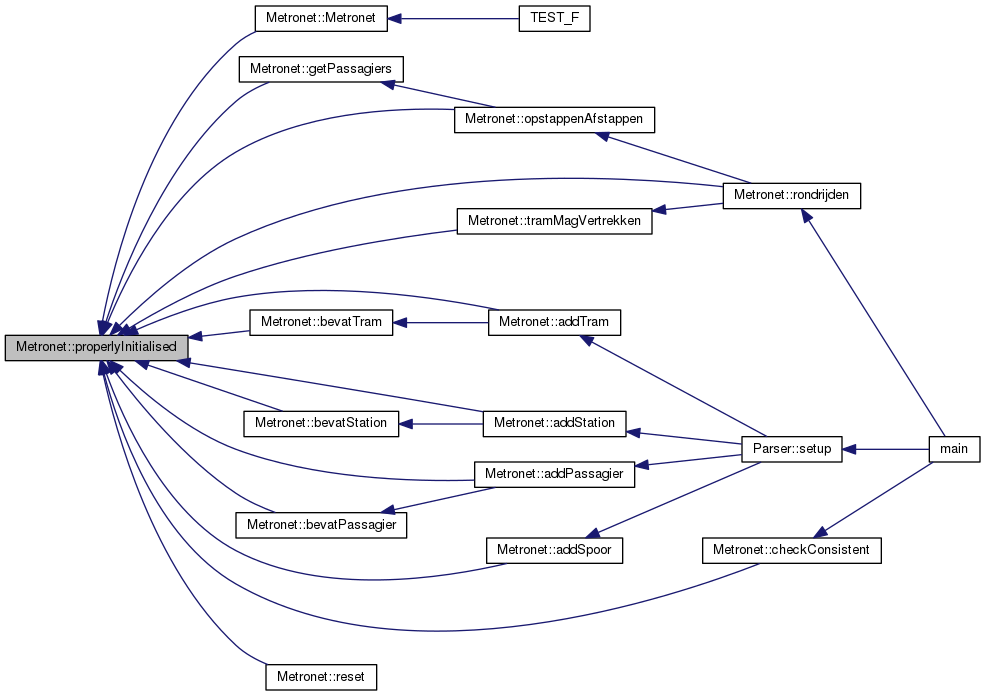 Metronet::Metronet
TEST_F
Metronet::getPassagiers
Metronet::opstappenAfstappen
Metronet::rondrijden
Metronet::tramMagVertrekken
Metronet::bevatTram
Metronet::addTram
Metronet::properlyInitialised
Metronet::bevatStation
Metronet::addStation
Parser::setup
main
Metronet::addPassagier
Metronet::bevatPassagier
Metronet::addSpoor
Metronet::checkConsistent
Metronet::reset